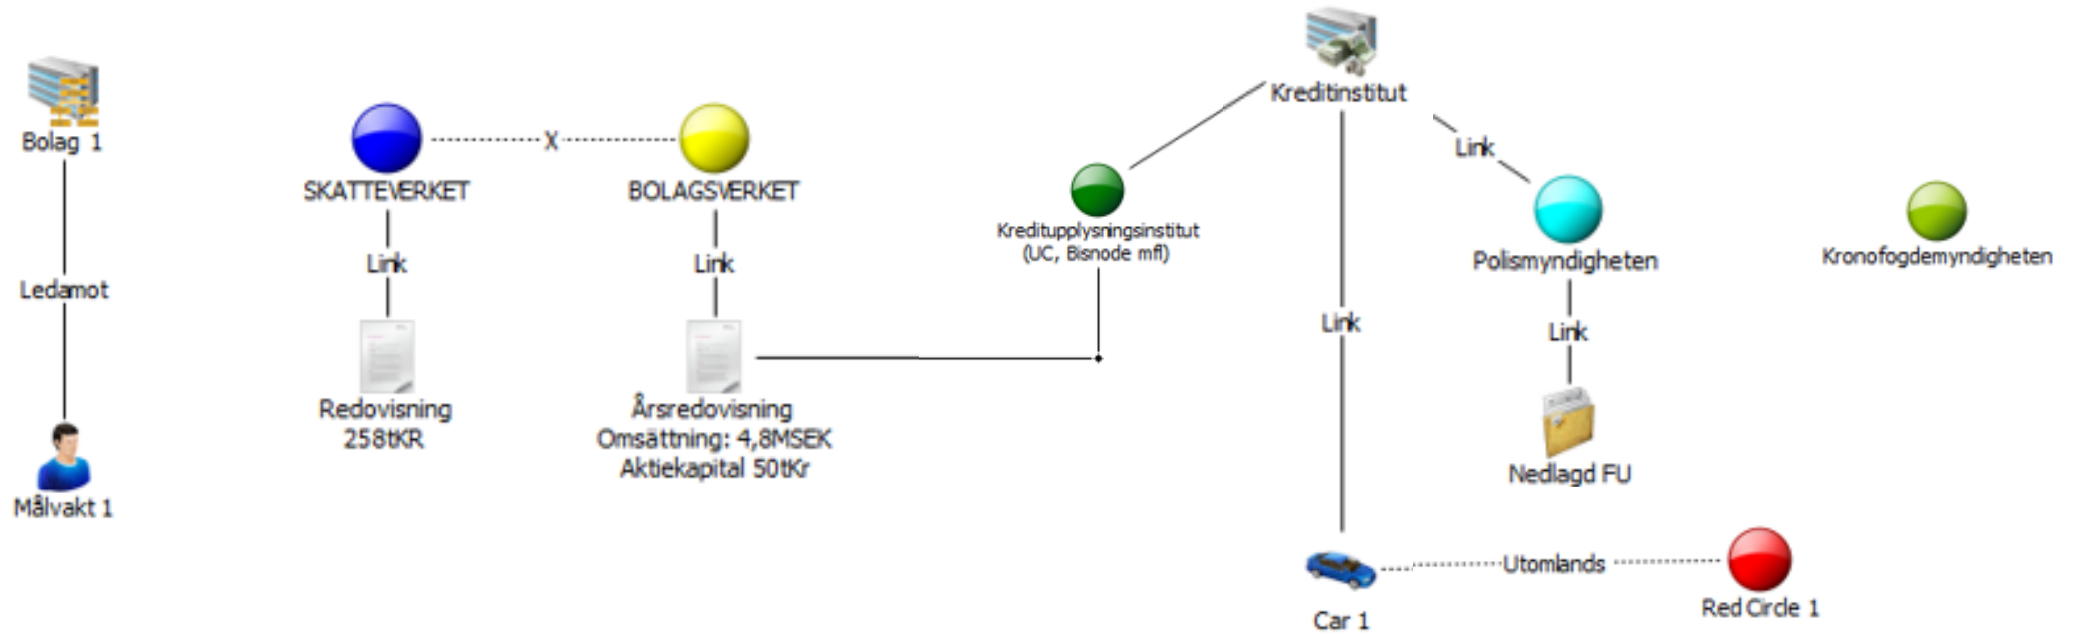 Bolag 1
Ledamot
Målvakt 1
SKATTEVERKET
X
BOLAGSVERKET
Link
Link
Redovisning
258tKR
Årsredovisning
Omsättning: 4,8MSEK
Aktiekapital 50tKr
Kreditupplysningsinstitut
(UC, Bisnode mfl)
Kreditinstitut
Link
Link
Polismyndigheten
Link
Nedlagd FU
Kronofogdemyndigheten
Car 1
Utomlands
Red Circle 1